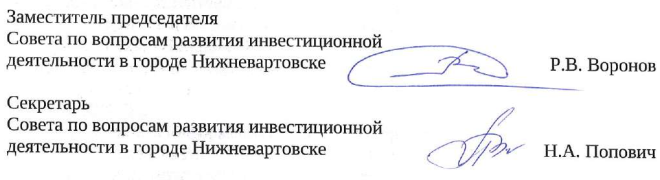 Заместитель председателя
Совета по вопросам развития инвестиционной
деятельности в городе Нижневартовске Р.В. Воронов
Секретарь
Совета по вопросам развития инвестиционной
деятельности в городе Нижневартовске Н.А. Попович